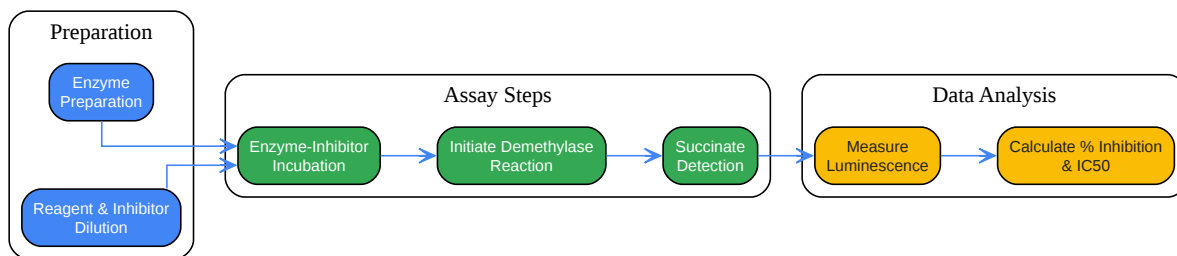 Preparation
Enzyme
Preparation
Reagent & Inhibitor
Dilution
Assay Steps
Enzyme-Inhibitor
Incubation
Initiate Demethylase
Reaction
Succinate
Detection
Data Analysis
Measure
Luminescence
Calculate % Inhibition
& IC50